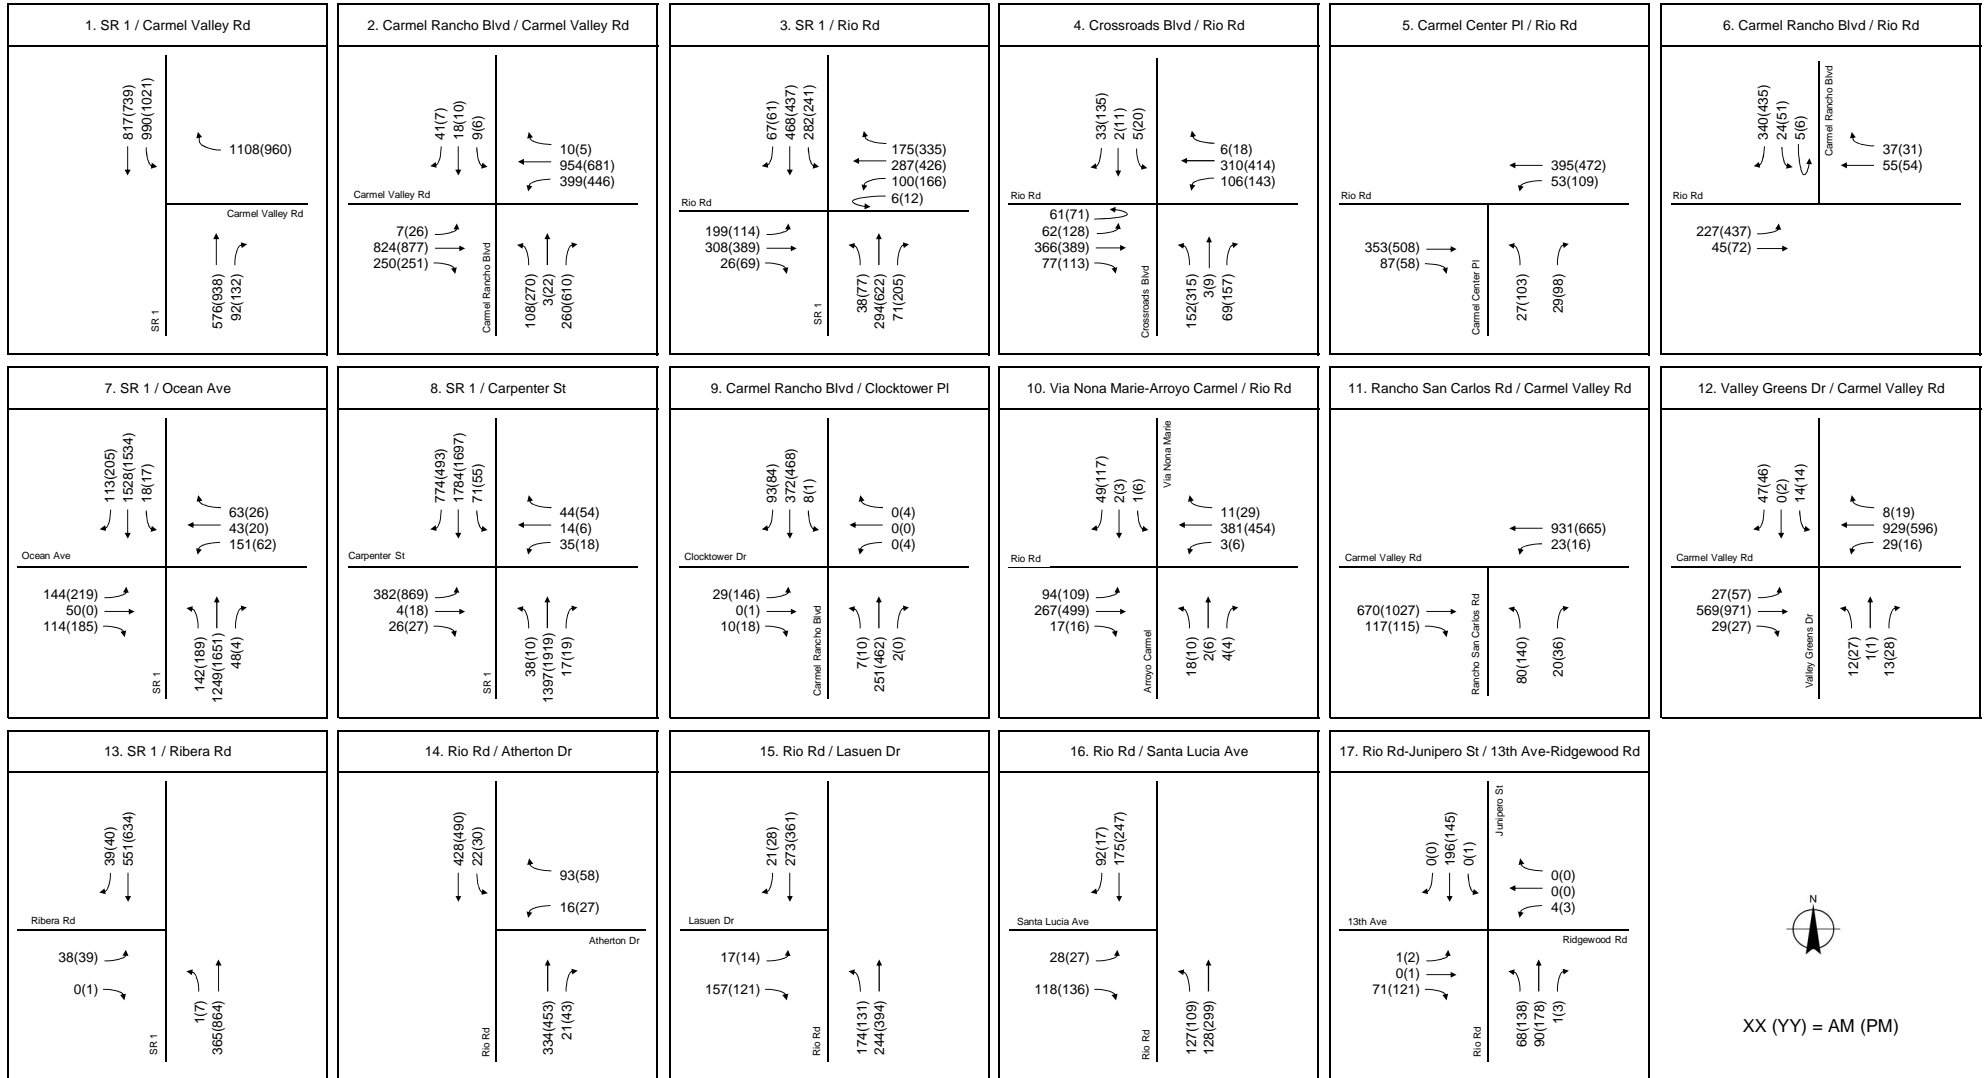 1. SR 1 / Carmel Valley Rd
817(739)
990(1021)
1108(960)
Carmel Valley Rd
SR 1
576(938)
92(132)
2. Carmel Rancho Blvd / Carmel Valley Rd
41(7)
18(10)
9(6)
10(5)
954(681)
399(446)
Carmel Valley Rd
7(26)
824(877)
250(251)
Carmel Rancho Blvd
108(270)
3(22)
260(610)
3. SR 1 / Rio Rd
67(61)
468(437)
282(241)
175(335)
287(426)
100(166)
6(12)
Rio Rd
199(114)
308(389)
26(69)
SR 1
38(77)
294(622)
71(205)
4. Crossroads Blvd / Rio Rd
33(135)
2(11)
5(20)
6(18)
310(414)
106(143)
Rio Rd
61(71)
62(128)
366(389)
77(113)
Crossroads Blvd
152(315)
3(9)
69(157)
5. Carmel Center Pl / Rio Rd
395(472)
53(109)
Rio Rd
353(508)
87(58)
Carmel Center Pl
27(103)
29(98)
6. Carmel Rancho Blvd / Rio Rd
340(435)
24(51)
5(6)
Carmel Rancho Blvd
37(31)
55(54)
Rio Rd
227(437)
45(72)
7. SR 1 / Ocean Ave
113(205)
1528(1534)
18(17)
63(26)
43(20)
151(62)
Ocean Ave
144(219)
50(0)
114(185)
SR 1
142(189)
1249(1651)
48(4)
8. SR 1 / Carpenter St
774(493)
1784(1697)
71(55)
44(54)
14(6)
35(18)
Carpenter St
382(869)
4(18)
26(27)
SR 1
38(10)
1397(1919)
17(19)
9. Carmel Rancho Blvd / Clocktower Pl
93(84)
372(468)
8(1)
0(4)
0(0)
0(4)
Clocktower Dr
29(146)
0(1)
10(18)
Carmel Rancho Blvd
7(10)
251(462)
2(0)
10. Via Nona Marie-Arroyo Carmel / Rio Rd
49(117)
2(3)
1(6)
Via Nona Marie
11(29)
381(454)
3(6)
Rio Rd
94(109)
267(499)
17(16)
Arroyo Carmel
18(10)
2(6)
4(4)
11. Rancho San Carlos Rd / Carmel Valley Rd
931(665)
23(16)
Carmel Valley Rd
670(1027)
117(115)
Rancho San Carlos Rd
80(140)
20(36)
12. Valley Greens Dr / Carmel Valley Rd
47(46)
0(2)
14(14)
8(19)
929(596)
29(16)
Carmel Valley Rd
27(57)
569(971)
29(27)
Valley Greens Dr
12(27)
1(1)
13(28)
13. SR 1 / Ribera Rd
39(40)
551(634)
Ribera Rd
38(39)
0(1)
SR 1
1(7)
365(864)
14. Rio Rd / Atherton Dr
428(490)
22(30)
93(58)
16(27)
Atherton Dr
Rio Rd
334(453)
21(43)
15. Rio Rd / Lasuen Dr
21(28)
273(361)
Lasuen Dr
17(14)
157(121)
Rio Rd
174(131)
244(394)
16. Rio Rd / Santa Lucia Ave
92(17)
175(247)
Santa Lucia Ave
28(27)
118(136)
Rio Rd
127(109)
128(299)
17. Rio Rd-Junipero St / 13th Ave-Ridgewood Rd
0(0)
196(145)
0(1)
Junipero St
0(0)
0(0)
4(3)
13th Ave
Ridgewood Rd
1(2)
0(1)
71(121)
Rio Rd
68(138)
90(178)
1(3)
N
XX (YY) = AM (PM)